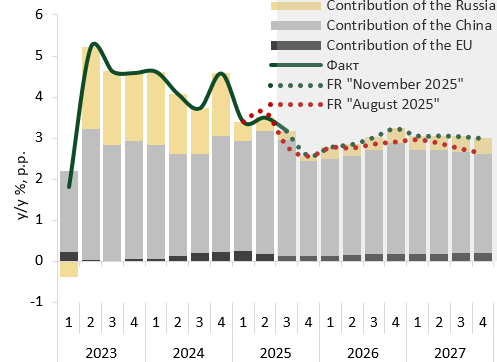 Contribution of the Russia
Contribution of the China
Contribution of the EU
Факт
FR "November 2025"
FR "August 2025"
y/y %, p.p.
6
5
4
3
2
1
0
-1
1 2 3 4 1 2 3 4 1 2 3 4 1 2 3 4 1 2 3 4
2023 2024 2025 2026 2027